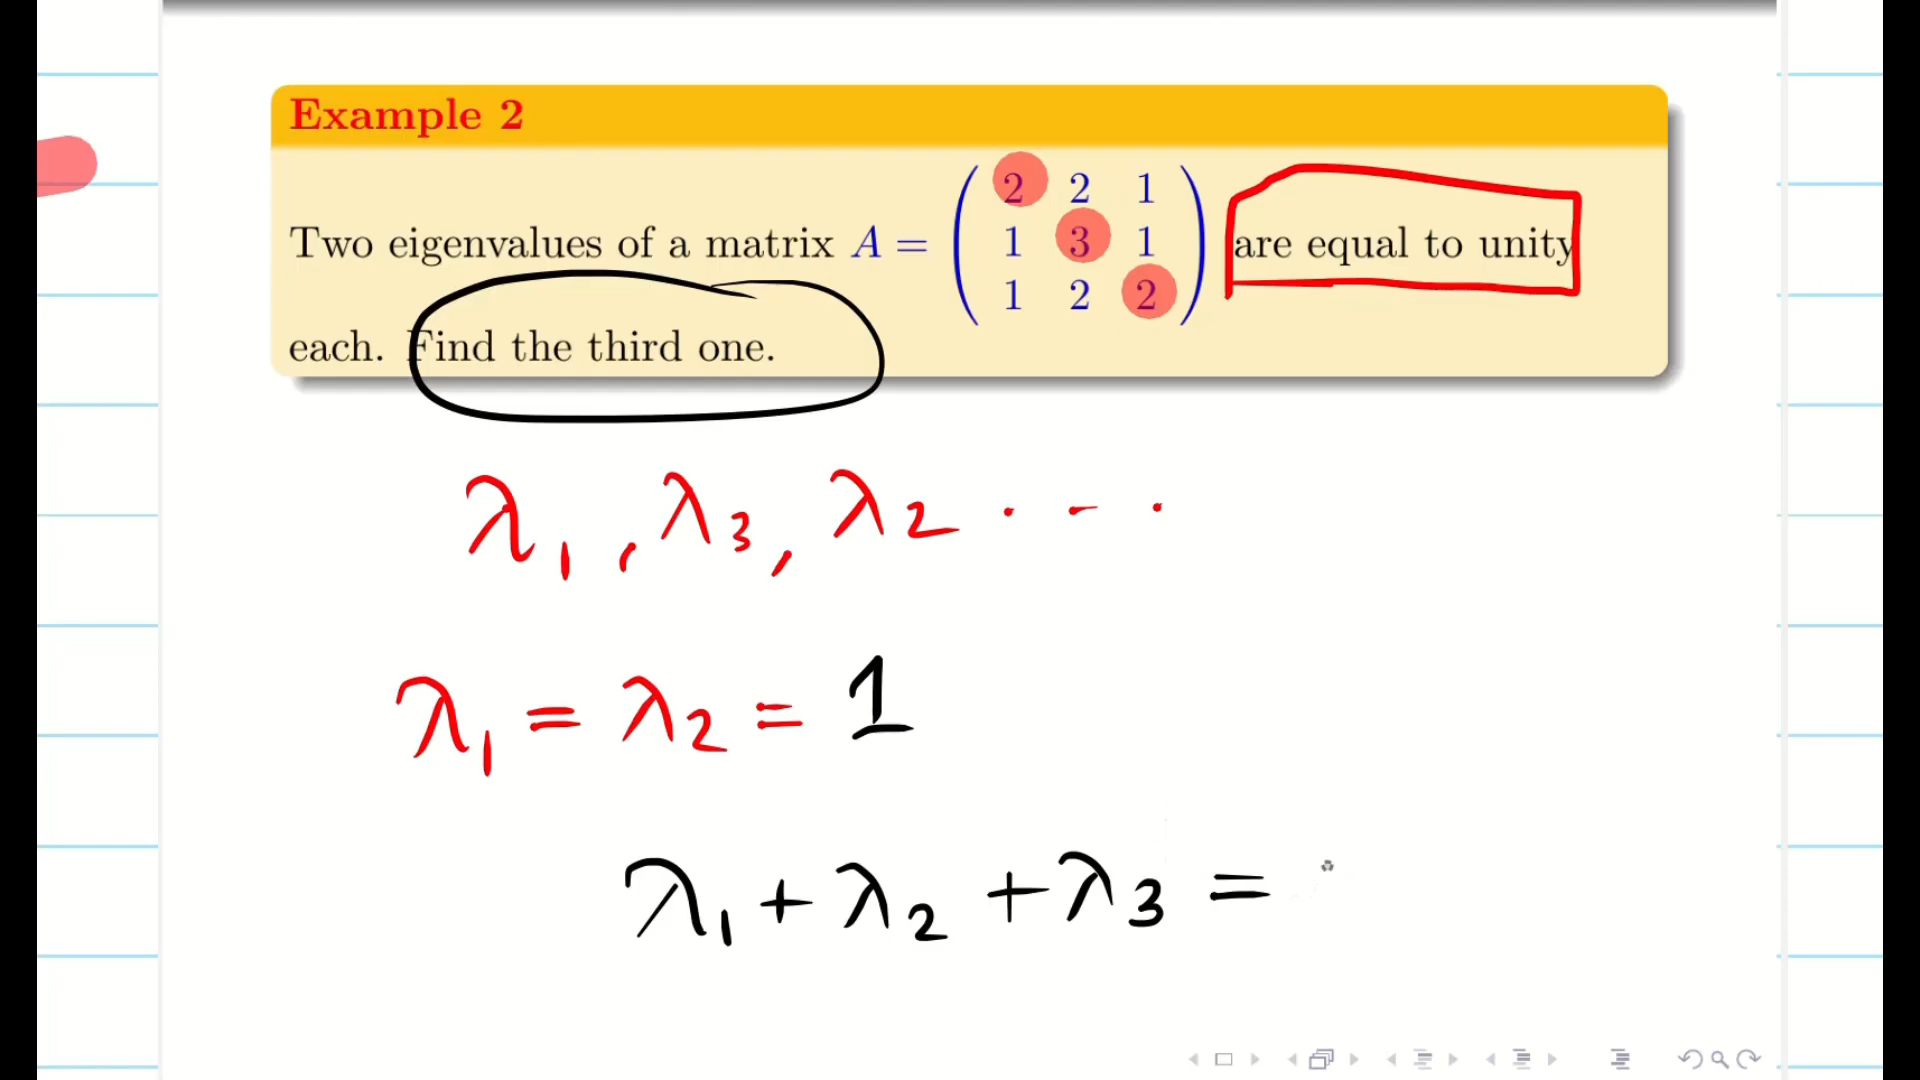 Example 2
Two eigenvalues of a matrix A = ( 2 2 1
1 3 1
1 2 2 ) are equal to unity
each. Find the third one.
λ₁, λ₃, λ₂ . - .
λ₁ = λ₂ = 1
λ₁ + λ₂ + λ₃ =